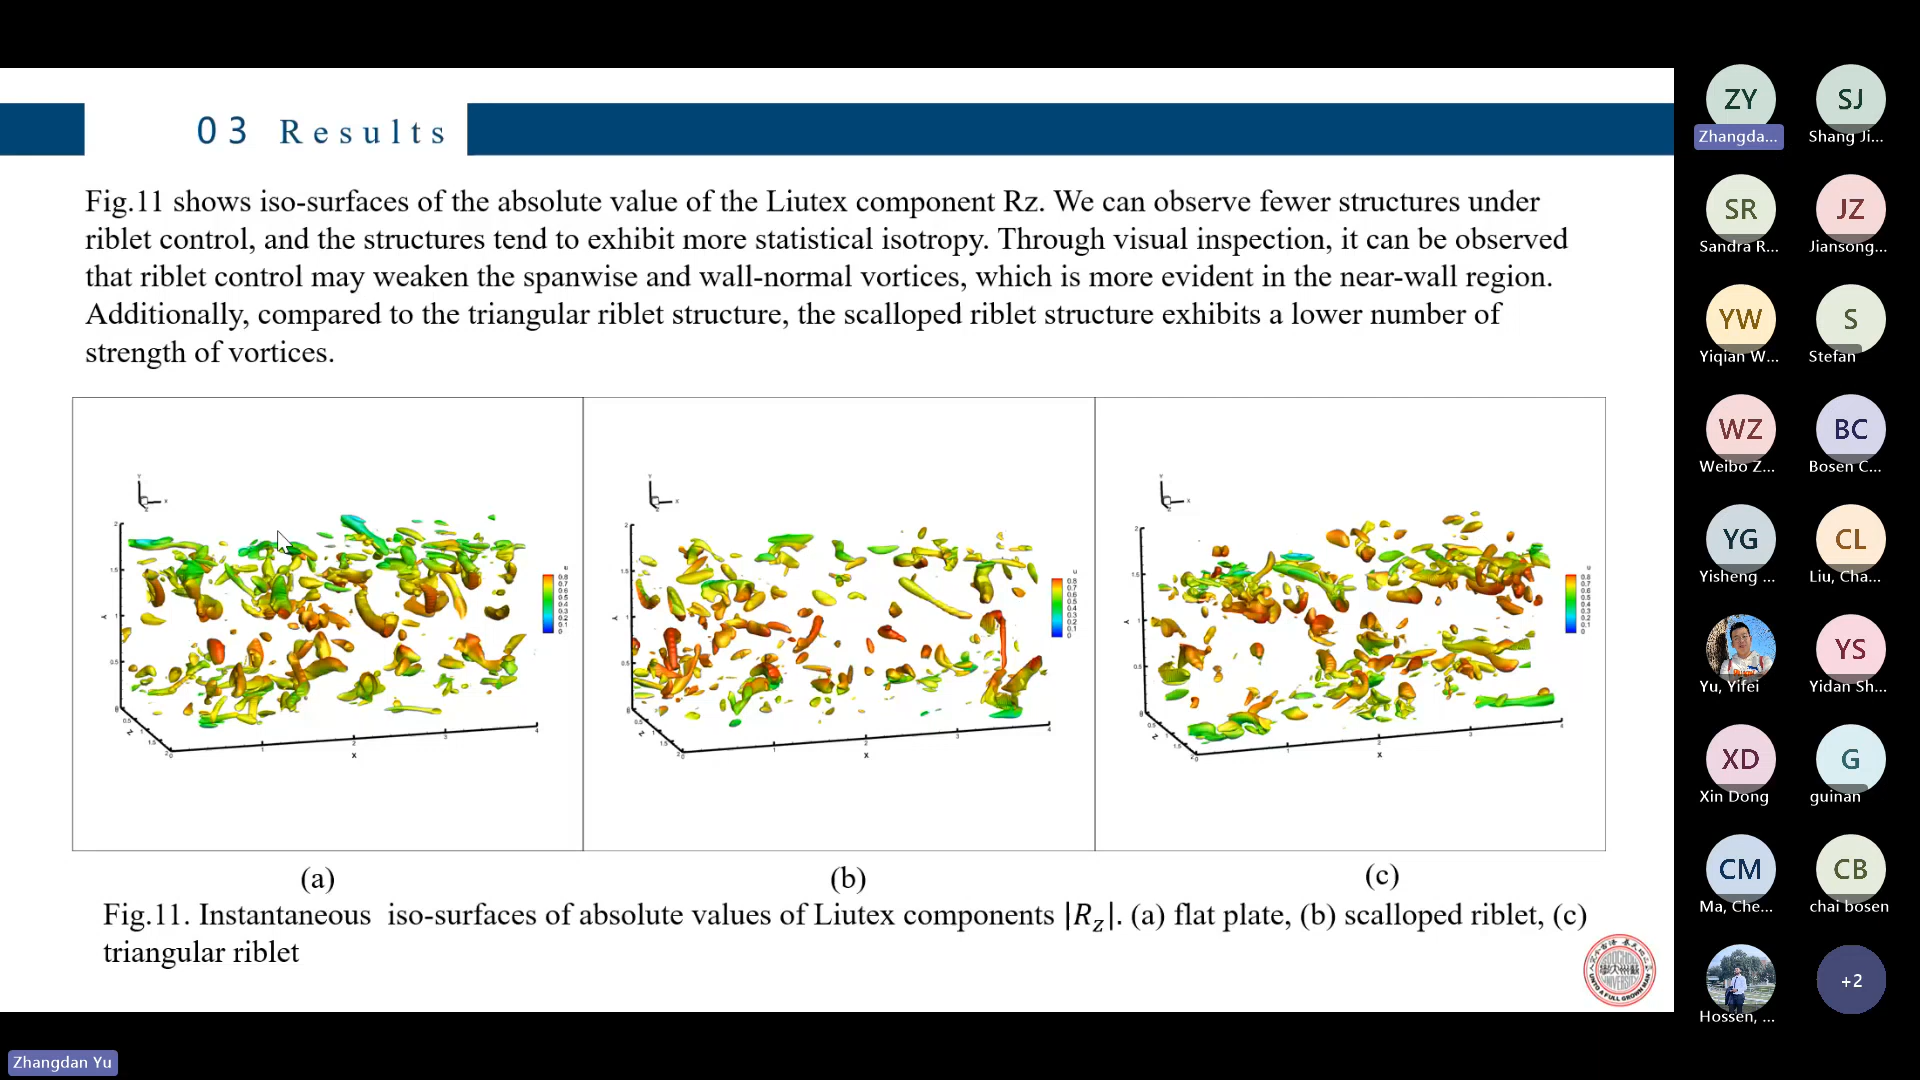 03 Results
Fig.11 shows iso-surfaces of the absolute value of the Liutex component Rz. We can observe fewer structures under
riblet control, and the structures tend to exhibit more statistical isotropy. Through visual inspection, it can be observed
that riblet control may weaken the spanwise and wall-normal vortices, which is more evident in the near-wall region.
Additionally, compared to the triangular riblet structure, the scalloped riblet structure exhibits a lower number of
strength of vortices.
(a)
(b)
(c)
Fig.11. Instantaneous iso-surfaces of absolute values of Liutex components |R_z|. (a) flat plate, (b) scalloped riblet, (c)
triangular riblet
ZY
Zhangda...
SJ
Shang Ji...
SR
Sandra R...
JZ
Jiansong...
YW
Yiqian W...
S
Stefan
WZ
Weibo Z...
BC
Bosen C...
YG
Yisheng ...
CL
Liu, Cha...
Yu, Yifei
YS
Yidan Sh...
XD
Xin Dong
G
guinan
CM
Ma, Che...
CB
chai bosen
Hossen, ...
+2
Zhangdan Yu